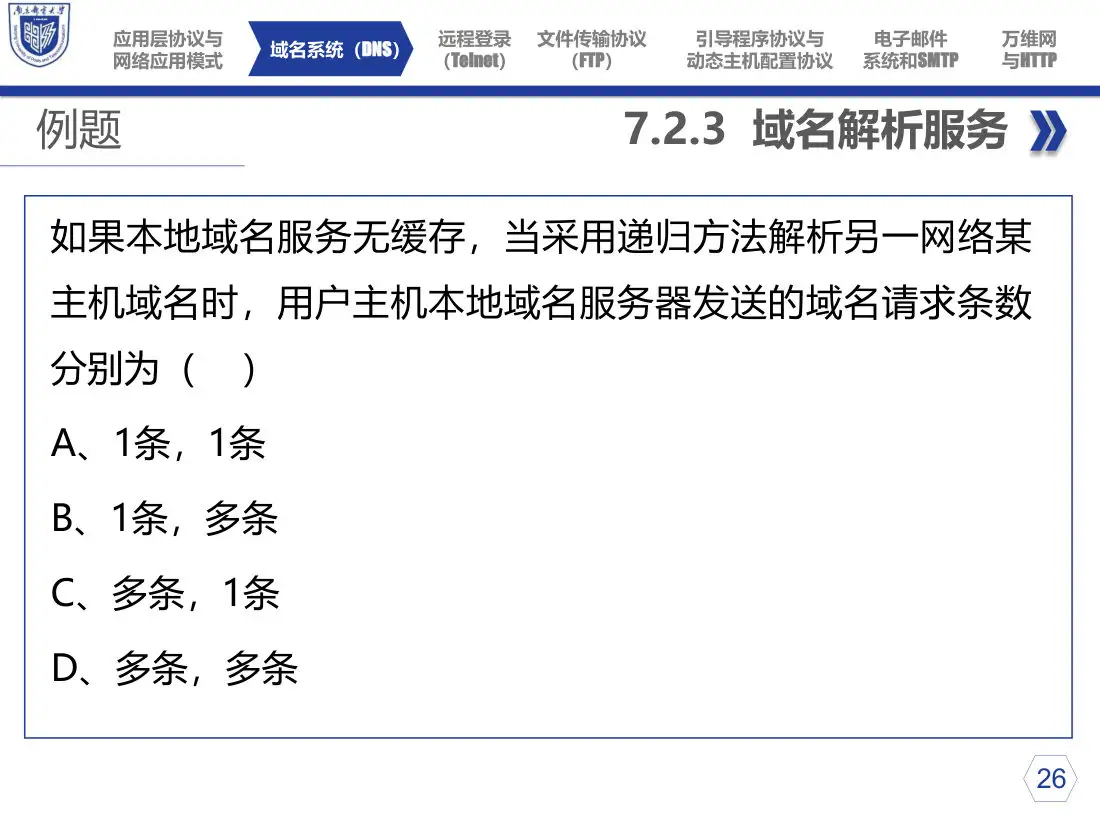 应用层协议与
网络应用模式
域名系统（DNS）
远程登录
（Telnet）
文件传输协议
（FTP）
引导程序协议与
动态主机配置协议
电子邮件
系统和SMTP
万维网
与HTTP
例题
7.2.3 域名解析服务
如果本地域名服务无缓存，当采用递归方法解析另一网络某
主机域名时，用户主机本地域名服务器发送的域名请求条数
分别为（ ）
A、1条，1条
B、1条，多条
C、多条，1条
D、多条，多条
26